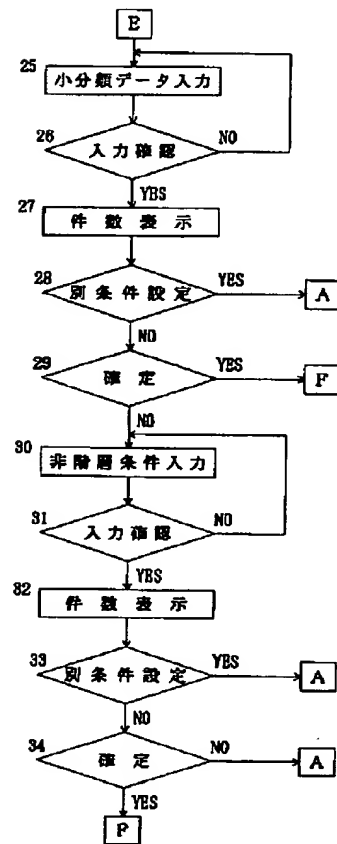 E
25
小分類データ入力
26
入力確認
NO
YES
27
件数表示
28
別条件設定
YES
A
NO
29
確定
YES
F
NO
30
非階層条件入力
31
入力確認
NO
YES
32
件数表示
33
別条件設定
YES
A
NO
34
確定
NO
A
YES
F